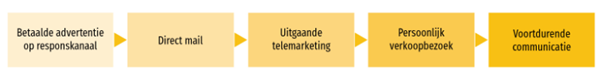 Betaalde advertentie
op responskanaal
Direct mail
Uitgaande
telemarketing
Persoonlijk
verkoopbezoek
Voortdurende
communicatie